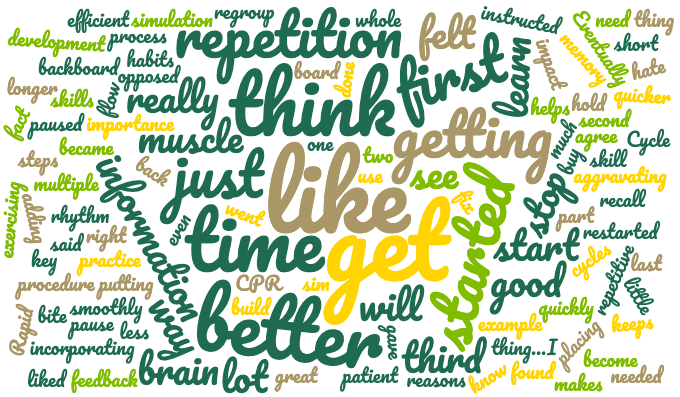 efficient simulation regroup whole instructed Eventually need thing
development process repetition felt short
backboard habits opposed board done first learn impact memory hate
longer skills flow really think helps hold quicker
fact paused importance muscle one getting second agree Cycle
steps became back just two like see much buy skill aggravating
exercising multiple information even use fix stop part recall
adding rhythm went time get started restarted
said right start
key practice CPR sim good cycles repetitive last
procedure putting build will little
Rapid bite smoothly way better quickly
pause less gave example placing keeps
incorporating third thing...I
liked feedback brain lot great patient reasons know found become makes needed